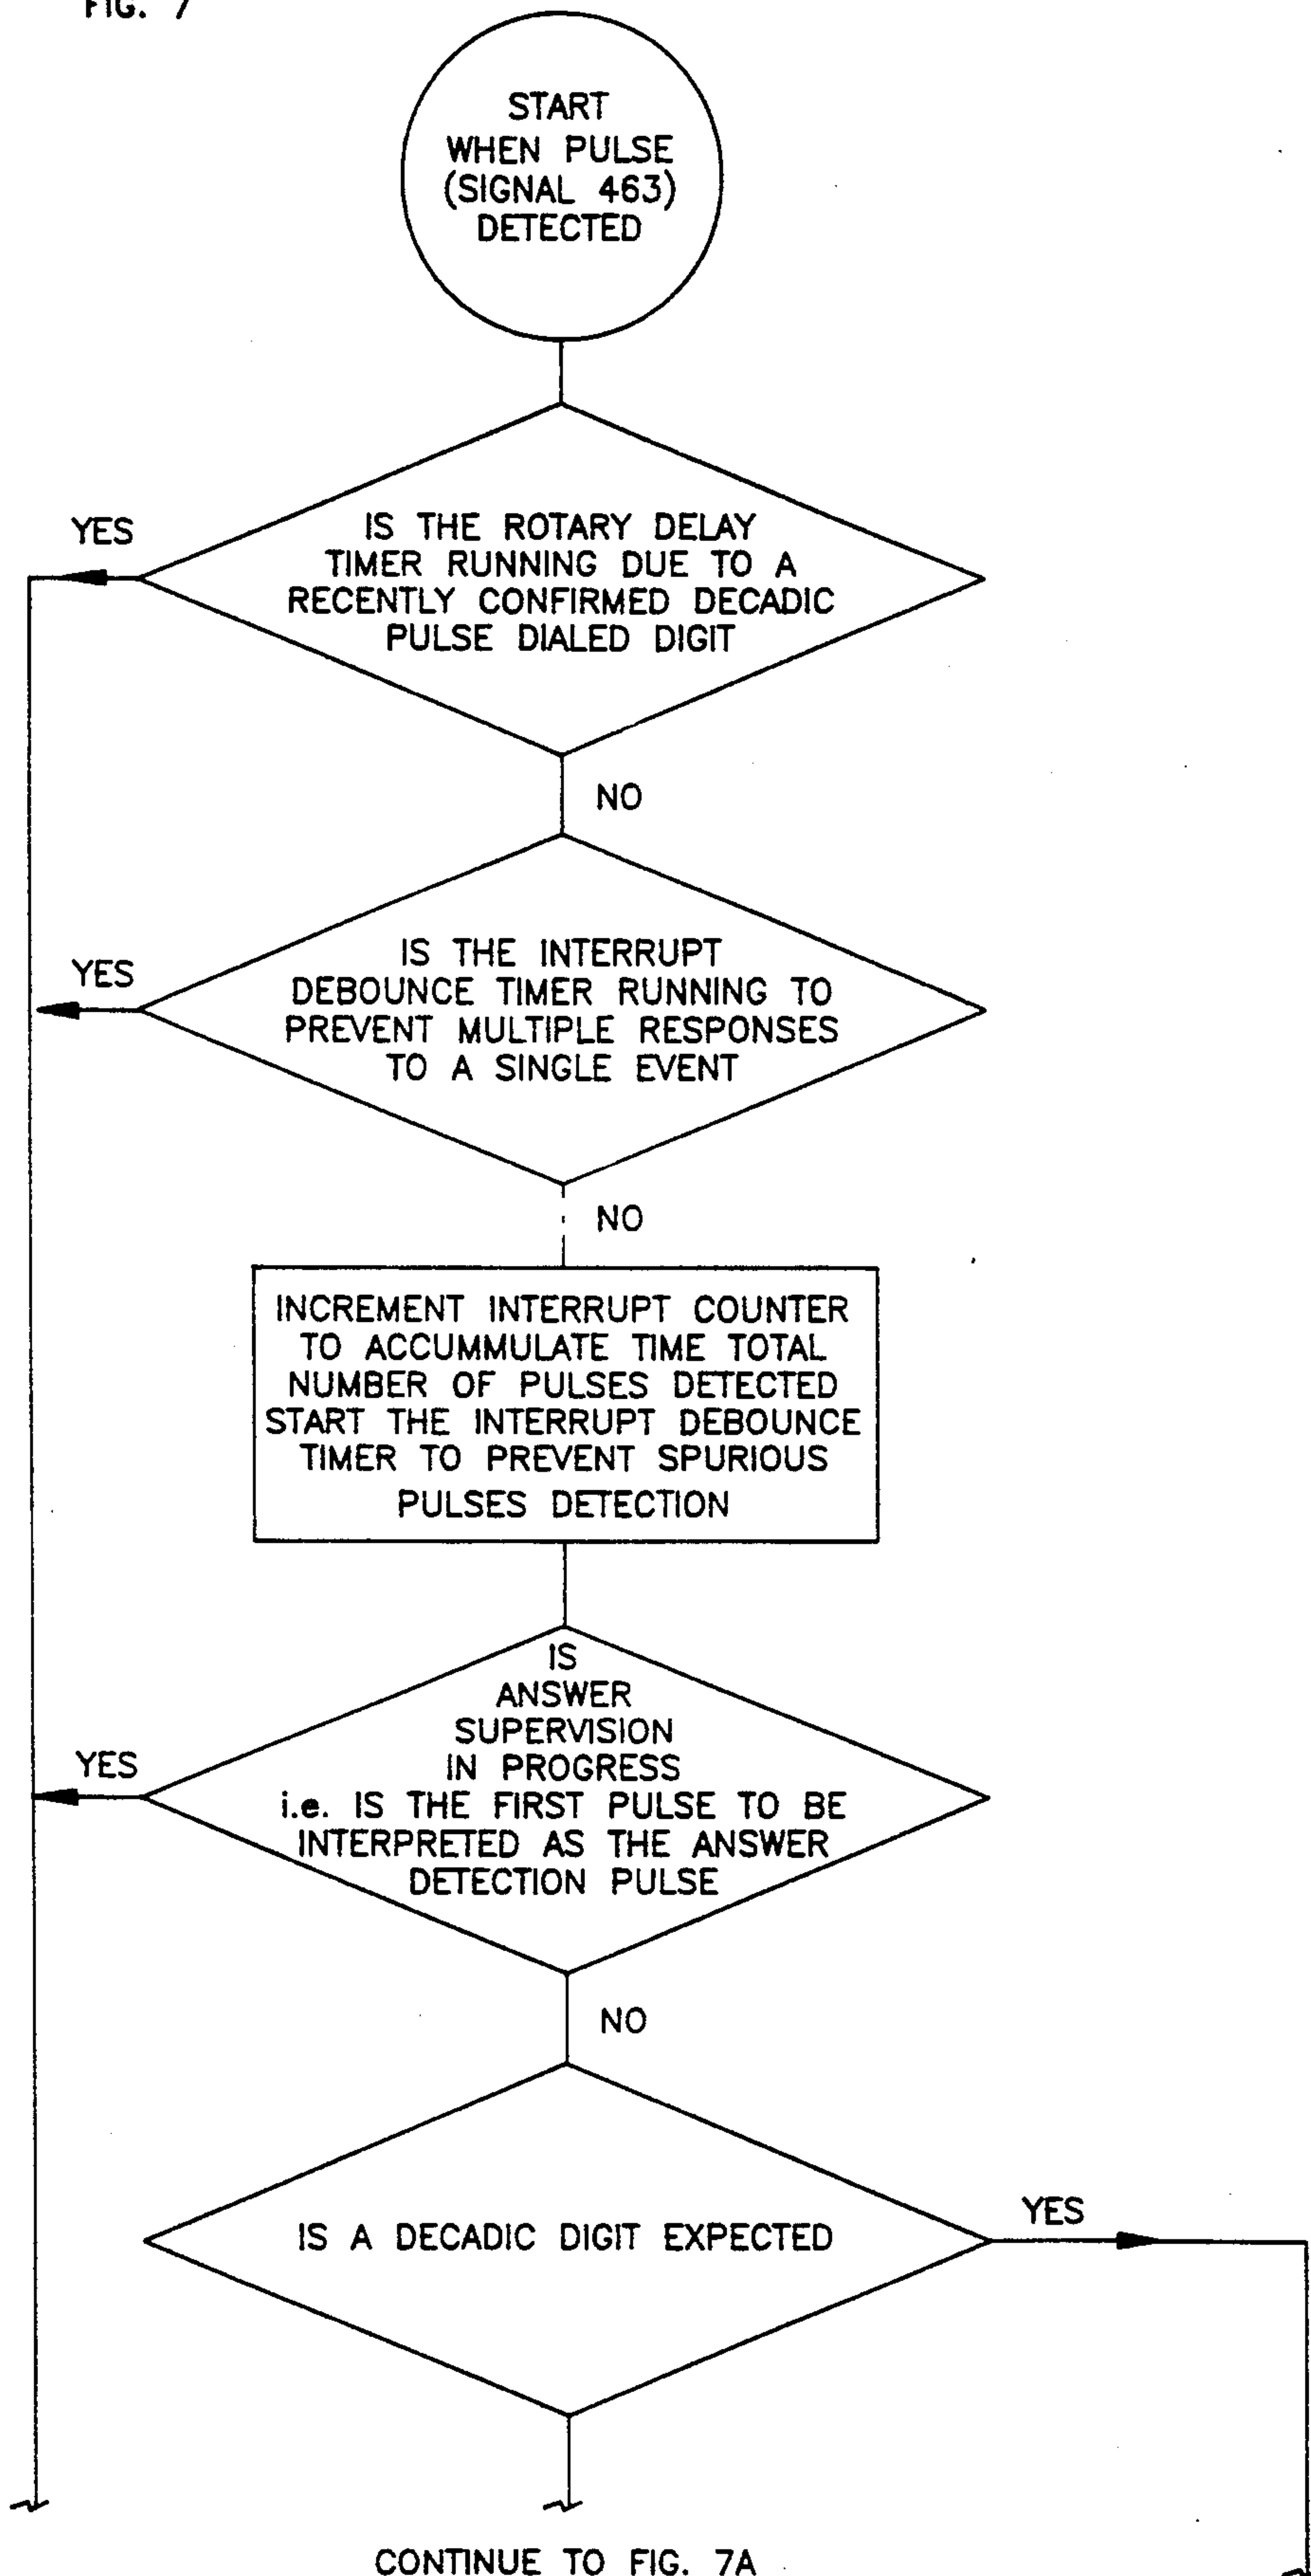 FIG. 7
START
WHEN PULSE
(SIGNAL 463)
DETECTED
YES
IS THE ROTARY DELAY
TIMER RUNNING DUE TO A
RECENTLY CONFIRMED DECADIC
PULSE DIALED DIGIT
NO
YES
IS THE INTERRUPT
DEBOUNCE TIMER RUNNING TO
PREVENT MULTIPLE RESPONSES
TO A SINGLE EVENT
NO
INCREMENT INTERRUPT COUNTER
TO ACCUMMULATE TIME TOTAL
NUMBER OF PULSES DETECTED
START THE INTERRUPT DEBOUNCE
TIMER TO PREVENT SPURIOUS
PULSES DETECTION
YES
IS
ANSWER
SUPERVISION
IN PROGRESS
i.e. IS THE FIRST PULSE TO BE
INTERPRETED AS THE ANSWER
DETECTION PULSE
NO
IS A DECADIC DIGIT EXPECTED
YES
CONTINUE TO FIG. 7A